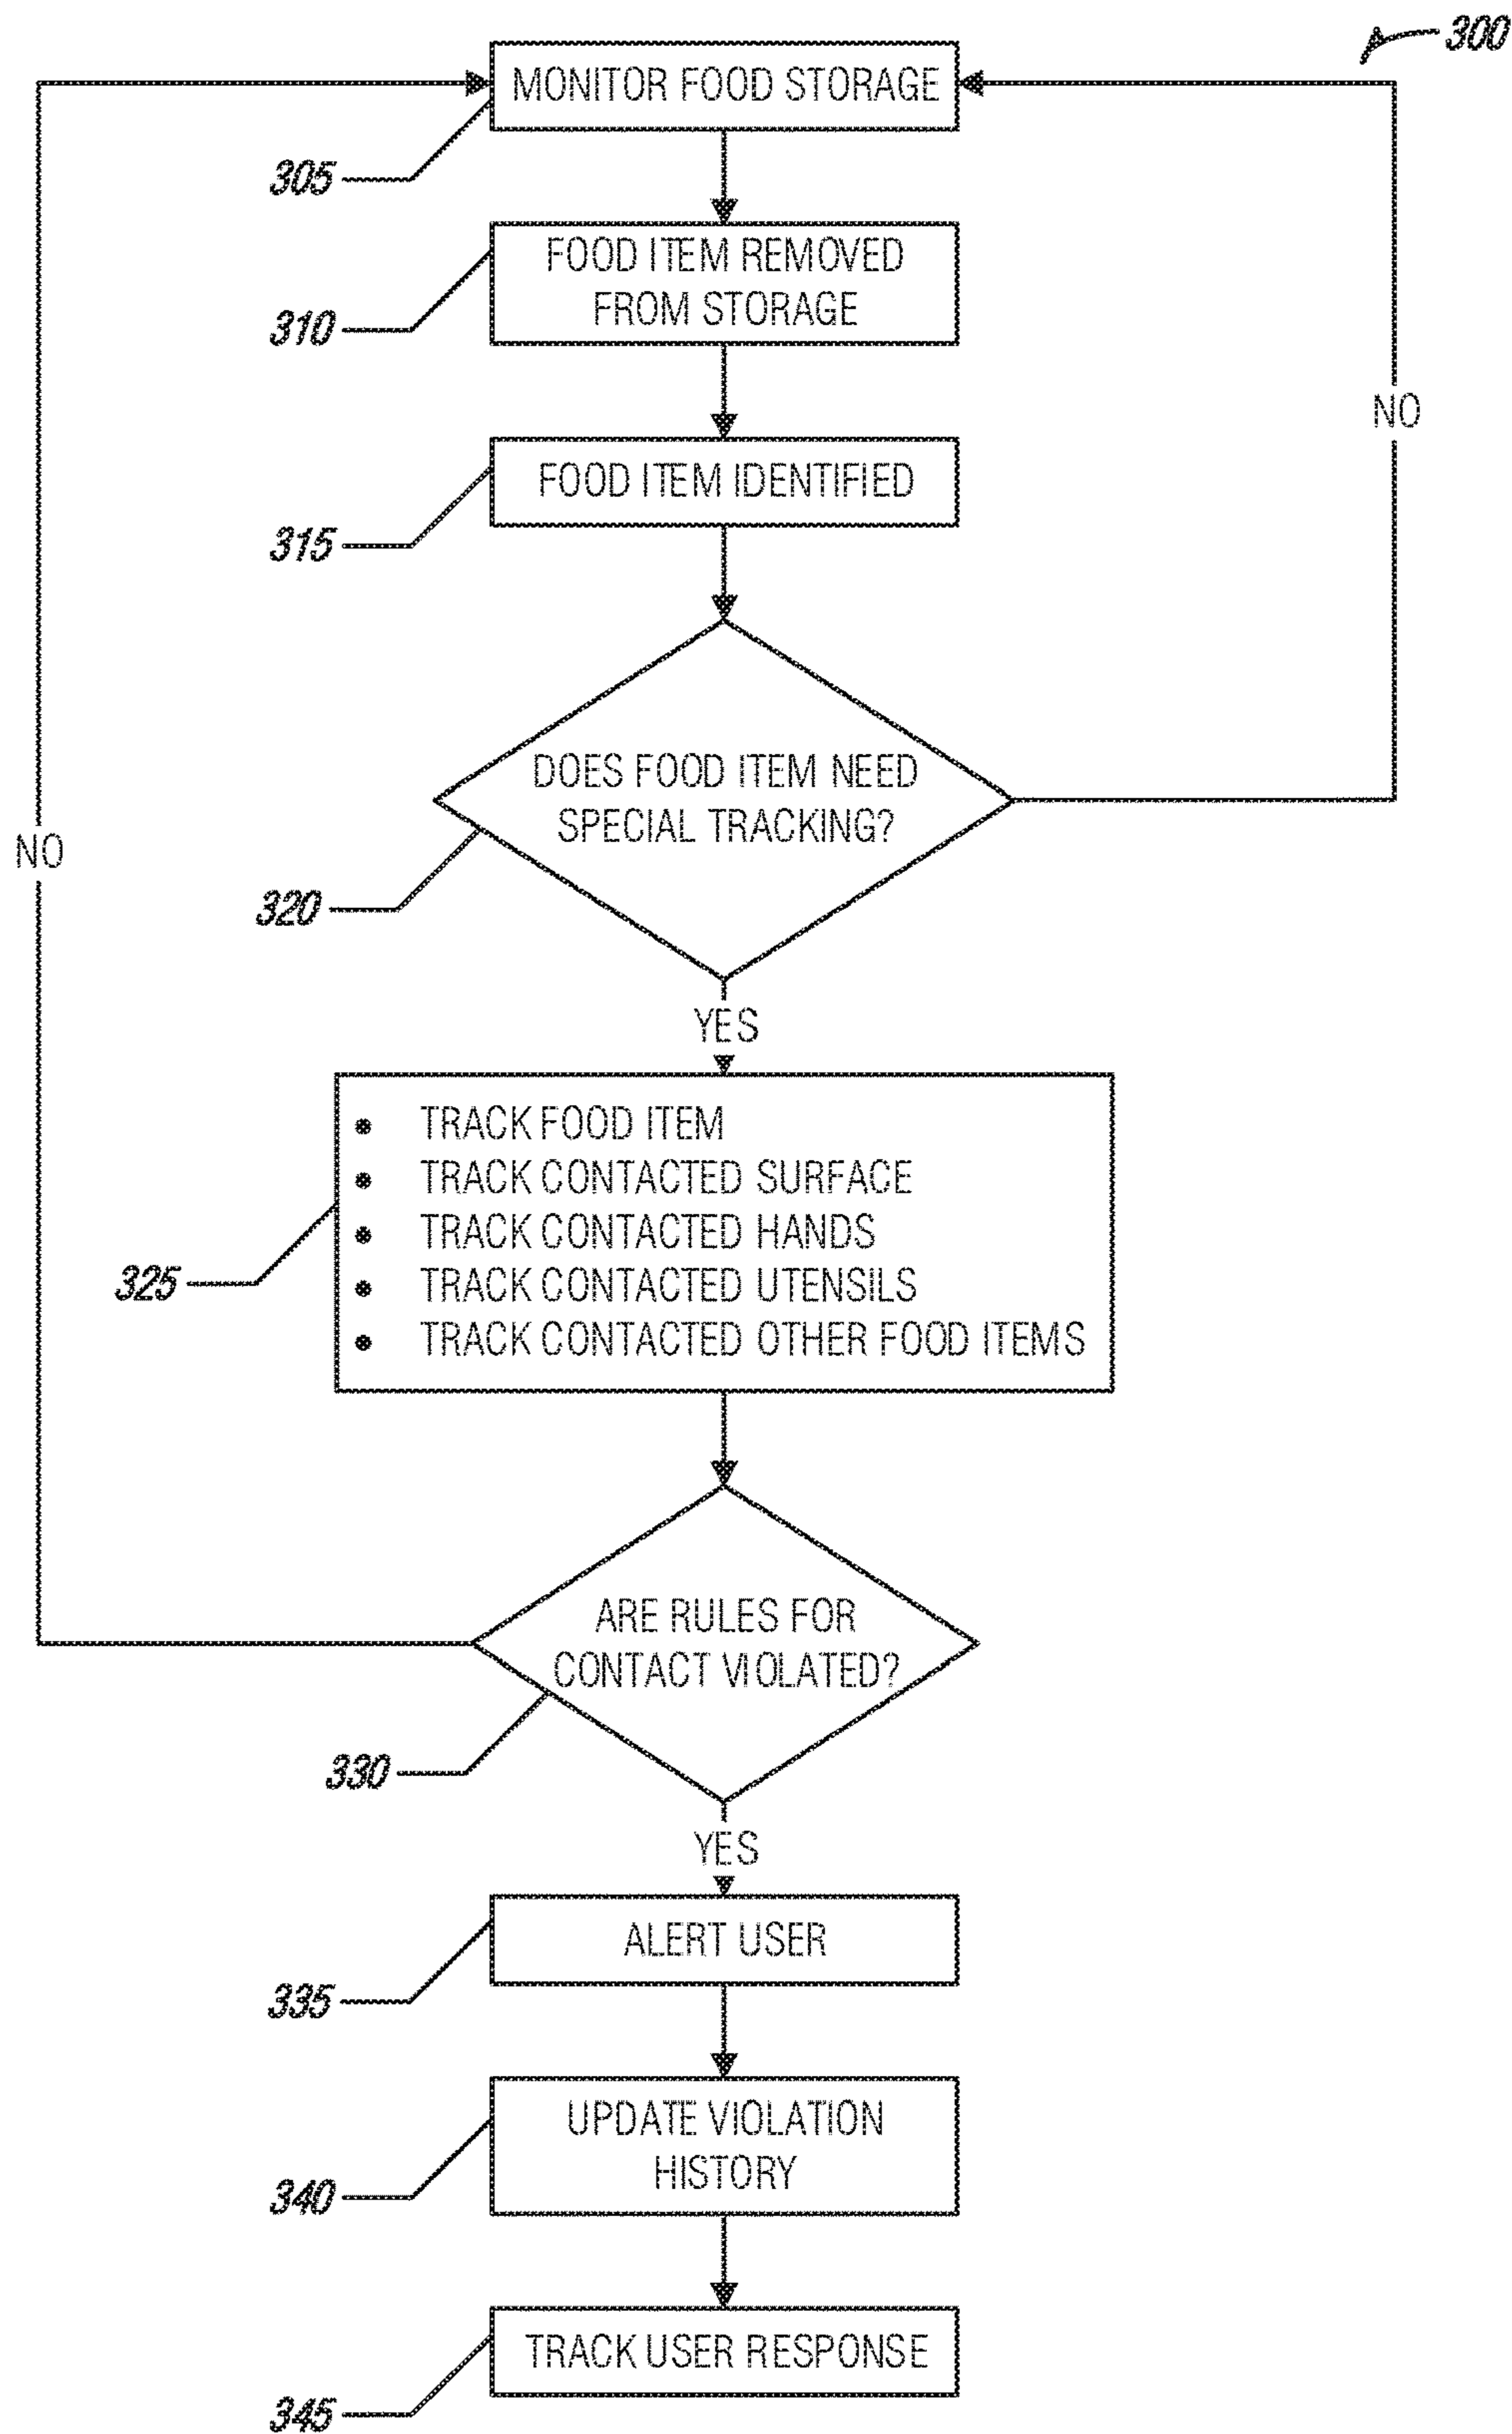 300
MONITOR FOOD STORAGE
305
FOOD ITEM REMOVED
FROM STORAGE
310
NO
FOOD ITEM IDENTIFIED
315
DOES FOOD ITEM NEED
SPECIAL TRACKING?
NO
320
YES
• TRACK FOOD ITEM
• TRACK CONTACTED SURFACE
• TRACK CONTACTED HANDS
• TRACK CONTACTED UTENSILS
• TRACK CONTACTED OTHER FOOD ITEMS
325
ARE RULES FOR
CONTACT VIOLATED?
330
YES
ALERT USER
335
UPDATE VIOLATION
HISTORY
340
TRACK USER RESPONSE
345